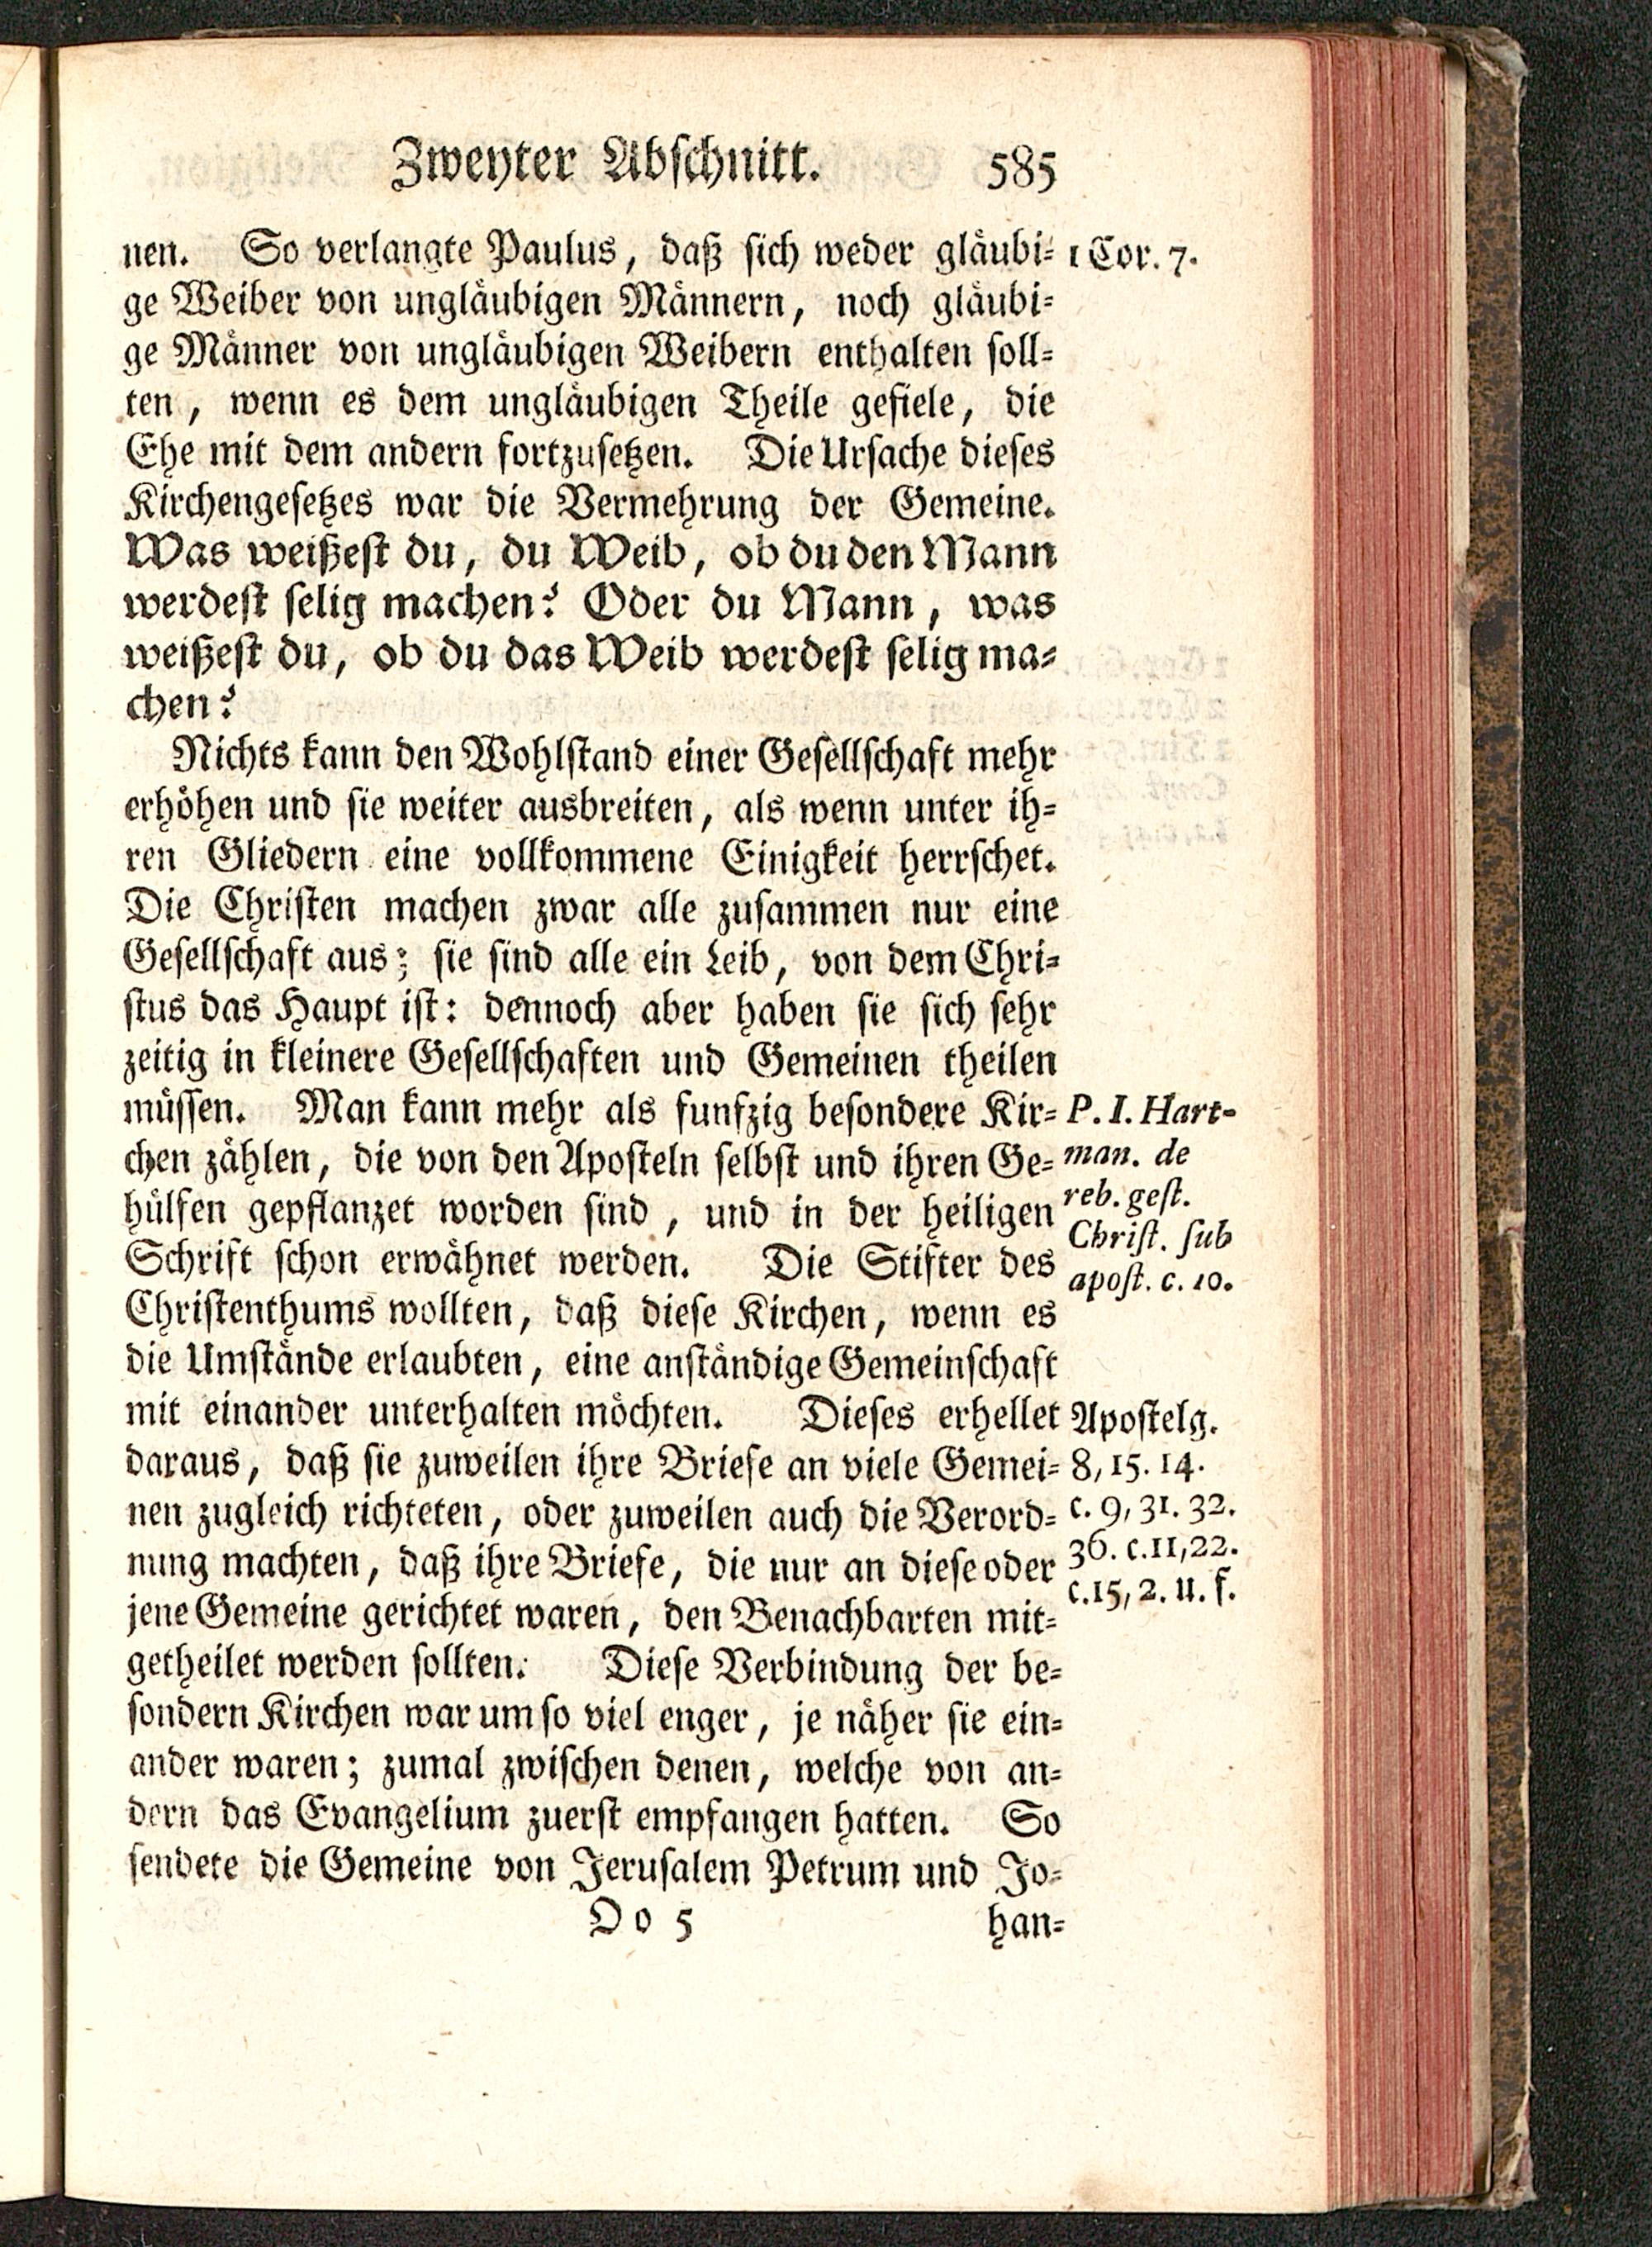 Zweyter Abschnitt. 585
nen. So verlangte Paulus, daß sich weder gläubi-
ge Weiber von ungläubigen Männern, noch gläubi-
ge Männer von ungläubigen Weibern enthalten soll-
ten, wenn es dem ungläubigen Theile gefiele, die
Ehe mit dem andern fortzusetzen. Die Ursache dieses
Kirchengesetzes war die Vermehrung der Gemeine.
Was weißest du, du Weib, ob du den Mann
werdest selig machen? Oder du Mann, was
weißest du, ob du das Weib werdest selig ma-
chen?
Nichts kann den Wohlstand einer Gesellschaft mehr
erhöhen und sie weiter ausbreiten, als wenn unter ih-
ren Gliedern eine vollkommene Einigkeit herrschet.
Die Christen machen zwar alle zusammen nur eine
Gesellschaft aus; sie sind alle ein Leib, von dem Chri-
stus das Haupt ist: dennoch aber haben sie sich sehr
zeitig in kleinere Gesellschaften und Gemeinen theilen
müssen. Man kann mehr als funfzig besondere Kir-
chen zählen, die von den Aposteln selbst und ihren Ge-
hülfen gepflanzet worden sind, und in der heiligen
Schrift schon erwähnet werden. Die Stifter des
Christenthums wollten, daß diese Kirchen, wenn es
die Umstände erlaubten, eine anständige Gemeinschaft
mit einander unterhalten möchten. Dieses erhellet
daraus, daß sie zuweilen ihre Briefe an viele Gemei-
nen zugleich richteten, oder zuweilen auch die Verord-
nung machten, daß ihre Briefe, die nur an diese oder
jene Gemeine gerichtet waren, den Benachbarten mit-
getheilet werden sollten. Diese Verbindung der be-
sondern Kirchen war um so viel enger, je näher sie ein-
ander waren; zumal zwischen denen, welche von an-
dern das Evangelium zuerst empfangen hatten. So
sendete die Gemeine von Jerusalem Petrum und Jo-
Oo 5 han-
1 Cor. 7.
P. I. Hart-
man. de
reb. gest.
Christ. sub
apost. c. 10.
Apostelg.
8, 15. 14.
c. 9, 31. 32.
36. c. 11, 22.
c. 15, 2. u. f.